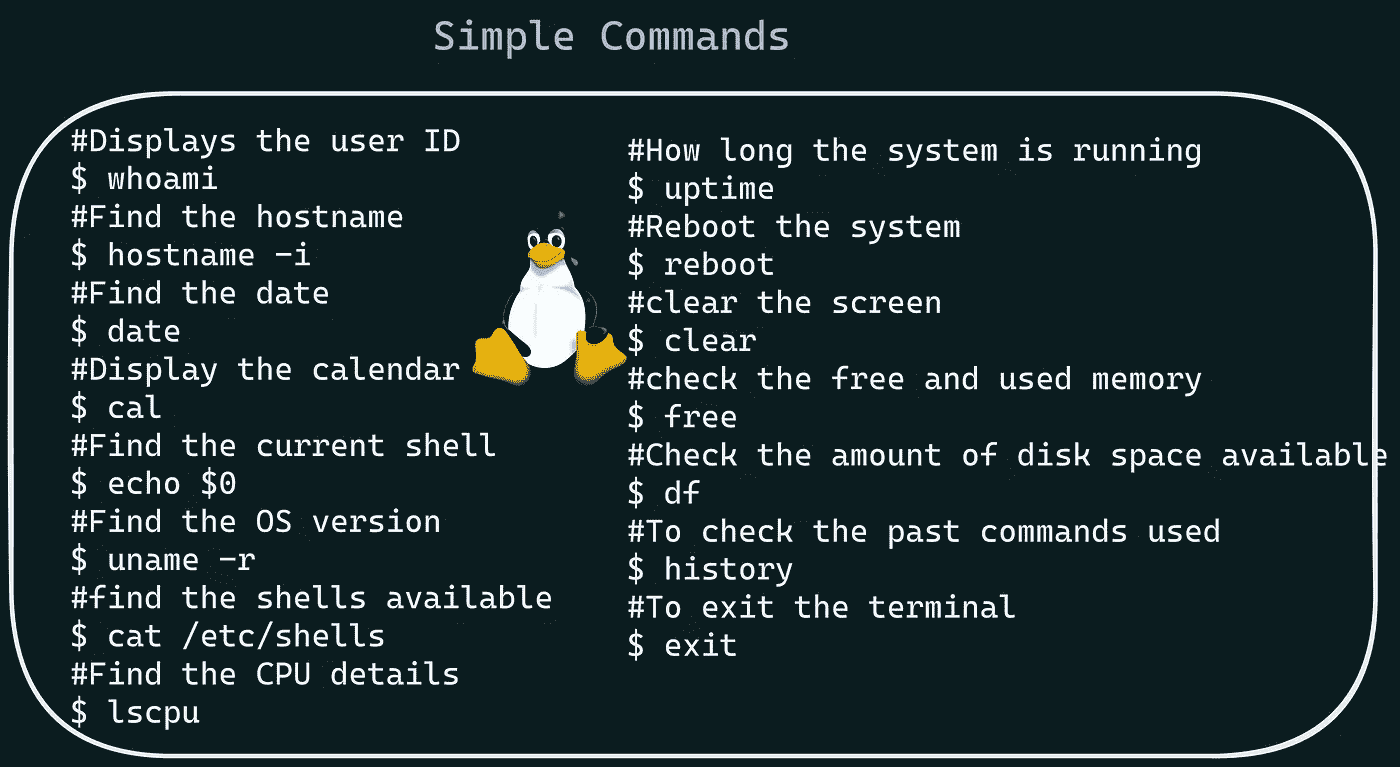 Simple Commands
#Displays the user ID
$ whoami
#Find the hostname
$ hostname -i
#Find the date
$ date
#Display the calendar
$ cal
#Find the current shell
$ echo $0
#Find the OS version
$ uname -r
#find the shells available
$ cat /etc/shells
#Find the CPU details
$ lscpu
#How long the system is running
$ uptime
#Reboot the system
$ reboot
#clear the screen
$ clear
#check the free and used memory
$ free
#Check the amount of disk space available
$ df
#To check the past commands used
$ history
#To exit the terminal
$ exit